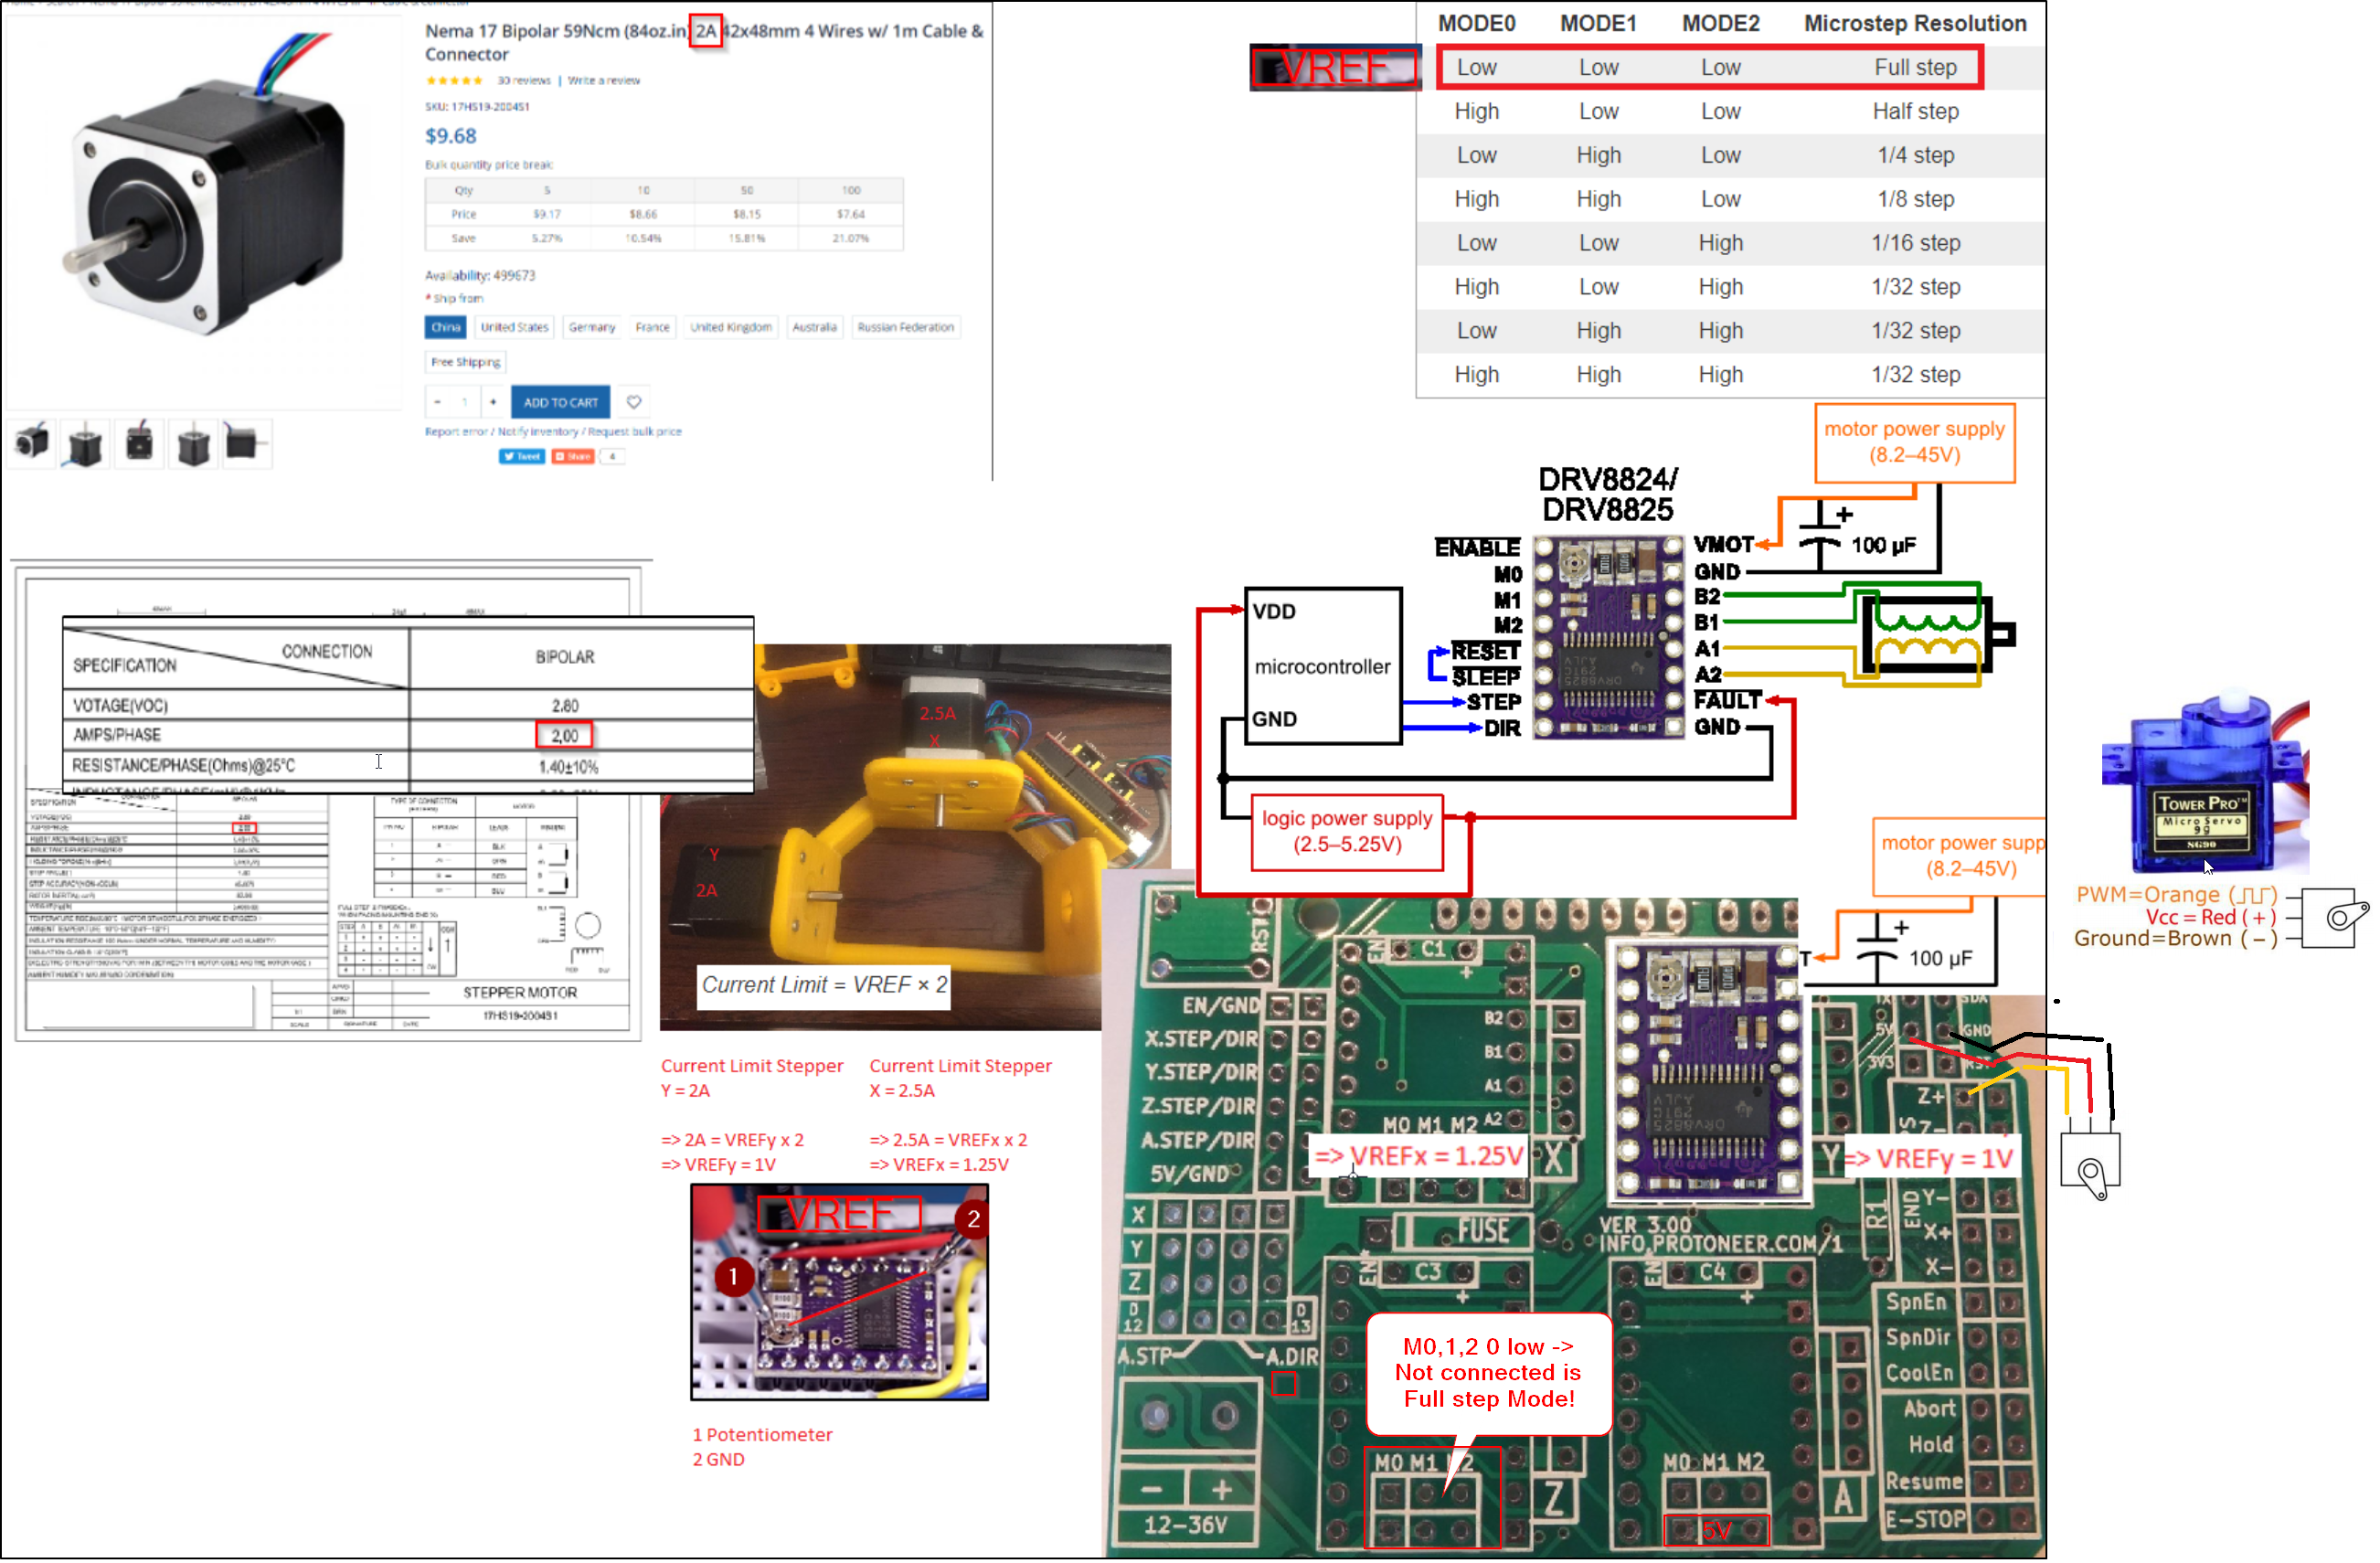 Nema 17 Bipolar 59Ncm (84oz.in) 2A 42x48mm 4 Wires w/ 1m Cable &
Connector
30 reviews | Write a review
SKU: 17HS19-2004S1
$9.68
Bulk quantity price break:
Qty 5 10 50 100
Price $9.17 $8.66 $8.15 $7.64
Save 5.27% 10.54% 15.81% 21.07%
Availability: 499673
* Ship from
China United States Germany France United Kingdom Australia Russian Federation
Free Shipping
- 1 + ADD TO CART
Report error / Notify inventory / Request bulk price
Tweet Share 4
VREF
MODE0 MODE1 MODE2 Microstep Resolution
Low Low Low Full step
High Low Low Half step
Low High Low 1/4 step
High High Low 1/8 step
Low Low High 1/16 step
High Low High 1/32 step
Low High High 1/32 step
High High High 1/32 step
motor power supply
(8.2–45V)
DRV8824/
DRV8825
ENABLE
M0
M1
M2
RESET
SLEEP
STEP
DIR
VMOT
GND
B2
B1
A1
A2
FAULT
GND
100 µF
VDD
microcontroller
GND
logic power supply
(2.5–5.25V)
SPECIFICATION CONNECTION BIPOLAR
VOTAGE(VOC) 2.80
AMPS/PHASE 2,00
RESISTANCE/PHASE(Ohms)@25°C 1.40±10%
STEPPER MOTOR
17HS19-2004S1
2.5A
X
Y
2A
Current Limit = VREF × 2
Current Limit Stepper
Y = 2A
=> 2A = VREFy x 2
=> VREFy = 1V
Current Limit Stepper
X = 2.5A
=> 2.5A = VREFx x 2
=> VREFx = 1.25V
VREF
1
2
1 Potentiometer
2 GND
motor power supp
(8.2–45V)
T
100 µF
TOWER PRO™
Micro Servo
9g
SG90
PWM=Orange
Vcc=Red (+)
Ground=Brown (−)
RST
EN
C1
+
EN/GND
X.STEP/DIR
Y.STEP/DIR
Z.STEP/DIR
A.STEP/DIR
5V/GND
B2
B1
A1
A2
M0 M1 M2
=> VREFx = 1.25V
X
Y
=> VREFy = 1V
TX
SDA
5V
GND
3V3
RST
Z+
Z-
Y-
X+
X-
R1
END
X
Y
Z
D
12
D
13
A.STP
A.DIR
FUSE
VER 3.00
INFO.PROTONEER.COM/1
EN
C3
+
EN
C4
+
SpnEn
SpnDir
CoolEn
Abort
Hold
Resume
E-STOP
M0,1,2 0 low ->
Not connected is
Full step Mode!
M0 M1 M2
Z
M0 M1 M2
5V
A
- +
12-36V